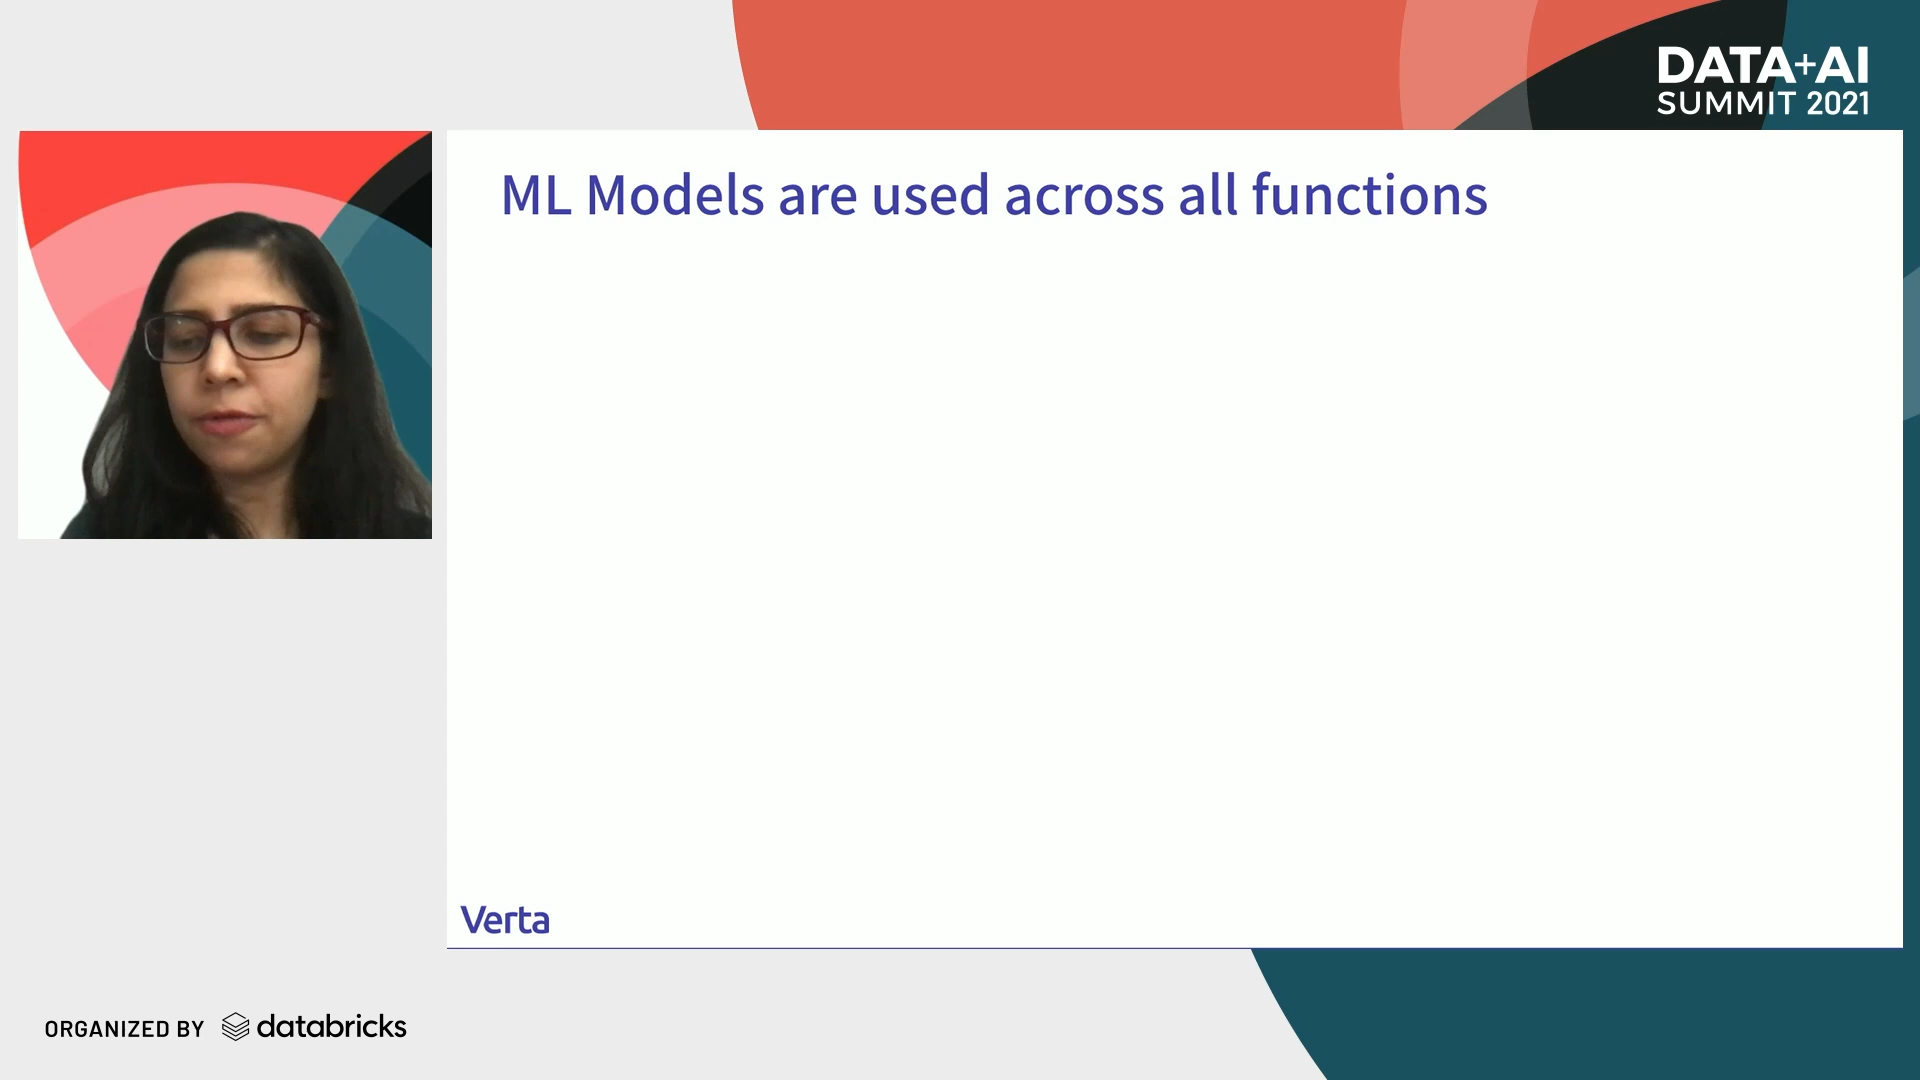 DATA+AI
SUMMIT 2021
ML Models are used across all functions
Verta
ORGANIZED BY databricks